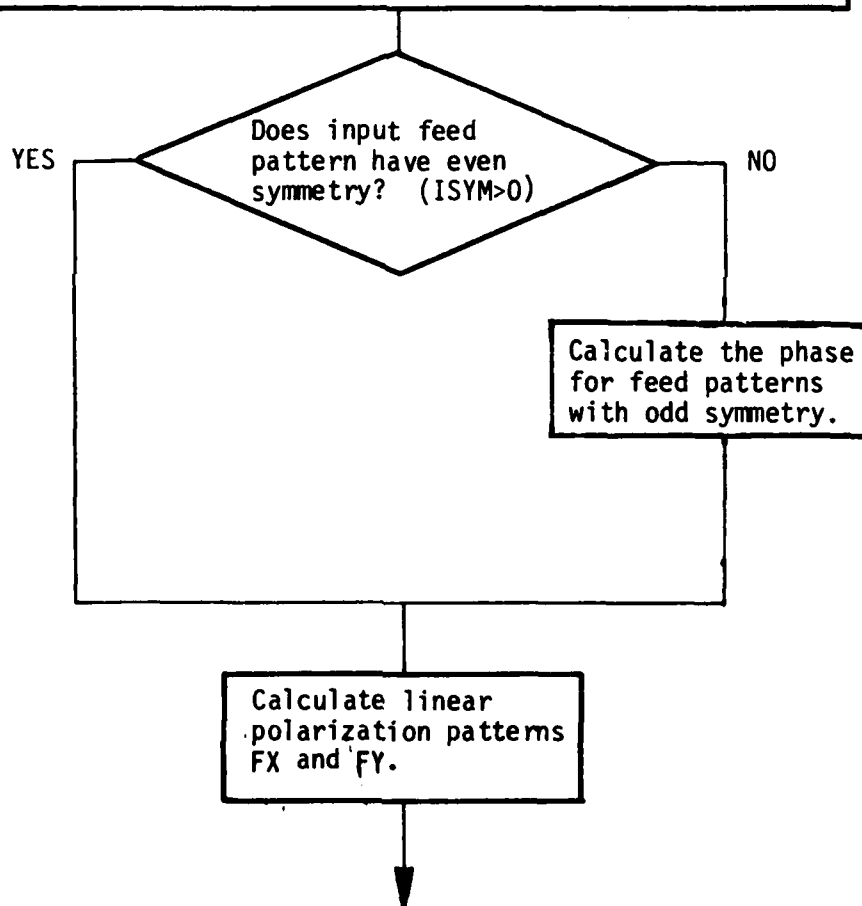 Does input feed
pattern have even
symmetry? (ISYM>0)
YES
NO
Calculate the phase
for feed patterns
with odd symmetry.
Calculate linear
polarization patterns
FX and FY.